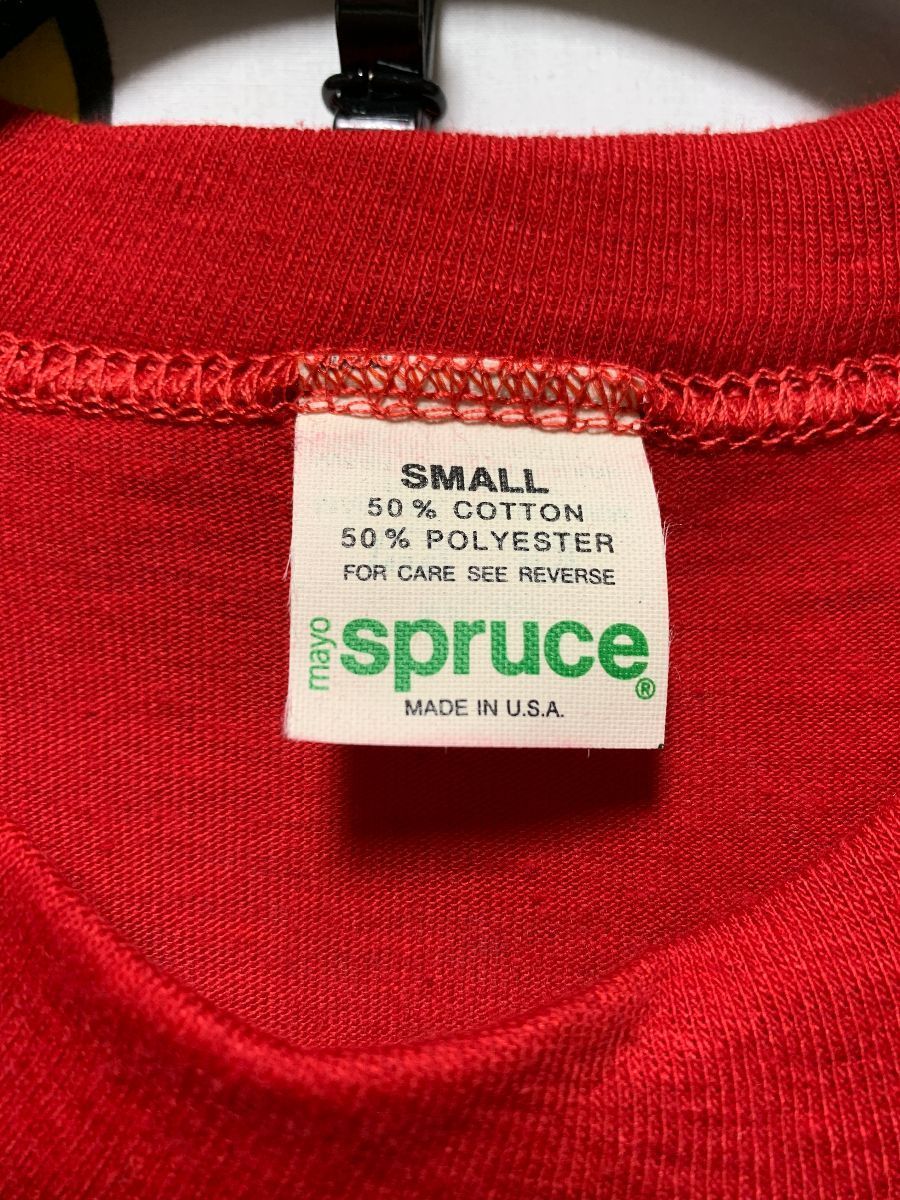 SMALL
50% COTTON
50% POLYESTER
FOR CARE SEE REVERSE
mayo
spruce®
MADE IN U.S.A.